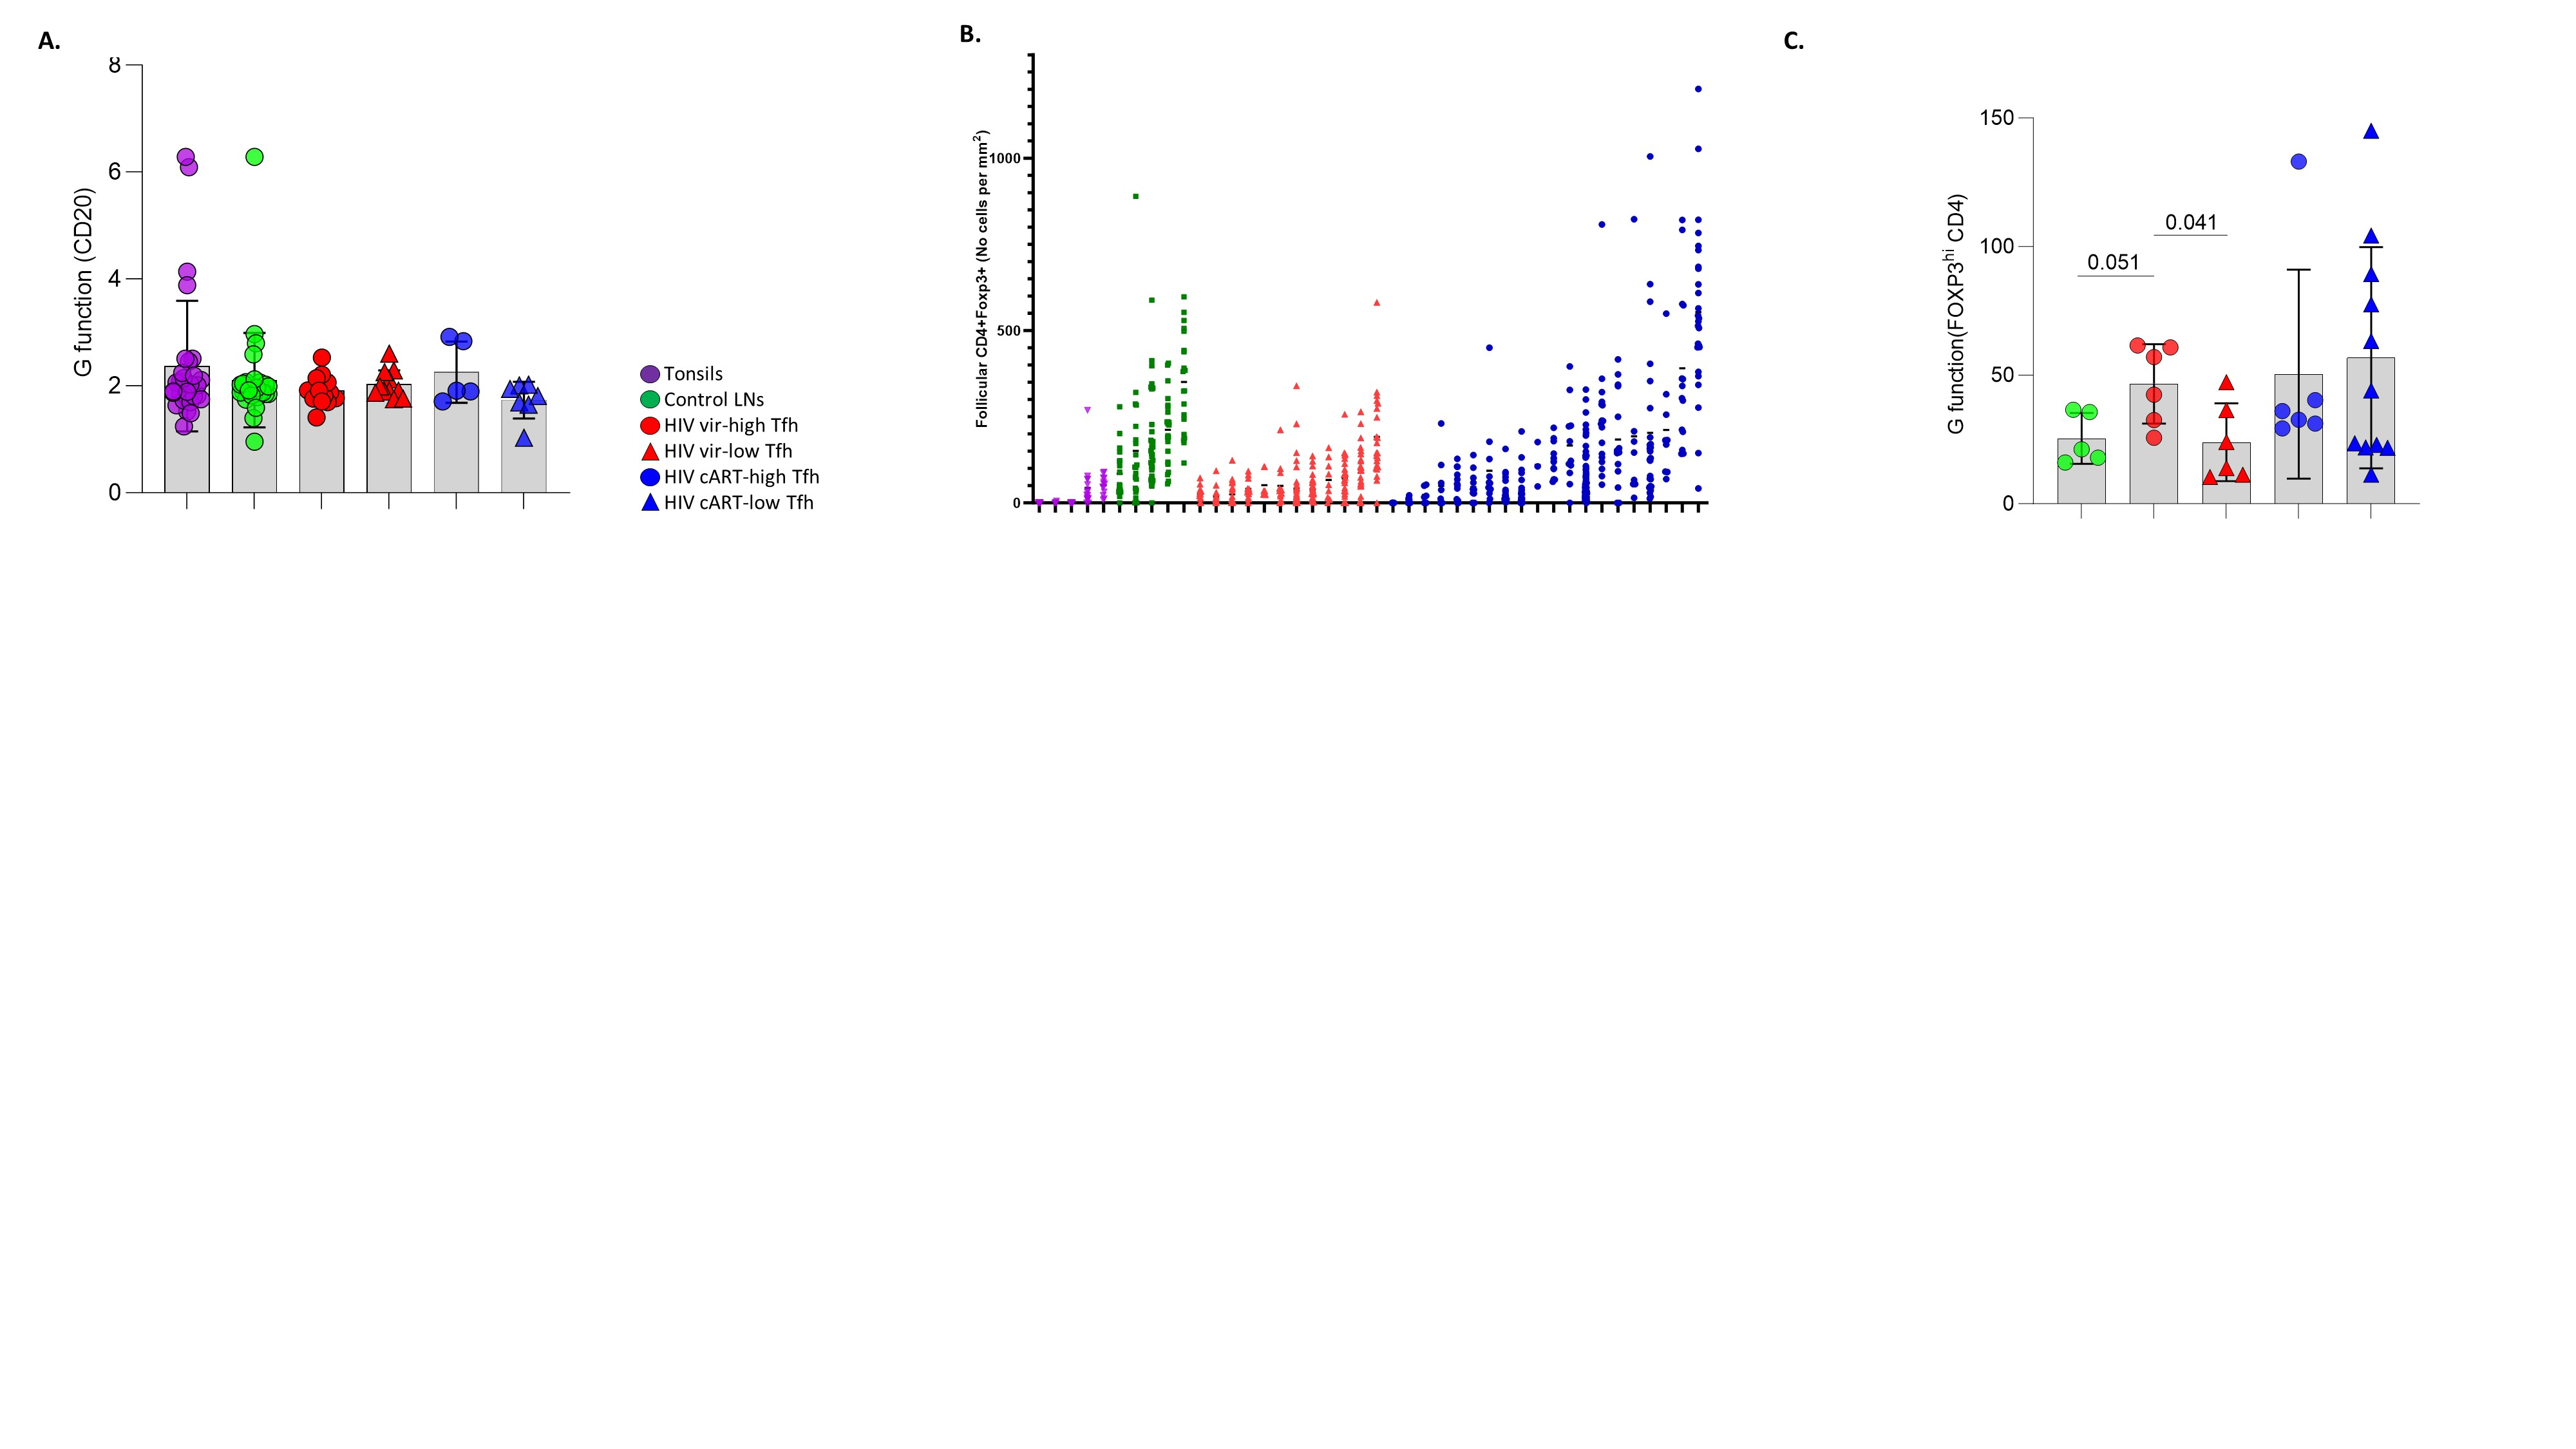 A.
G function (CD20)
8
6
4
2
0
Tonsils
Control LNs
HIV vir-high Tfh
HIV vir-low Tfh
HIV cART-high Tfh
HIV cART-low Tfh
B.
Follicular CD4+Foxp3+ (No cells per mm²)
1000
500
0
C.
G function(FOXP3ʰⁱ CD4)
150
100
50
0
0.051
0.041